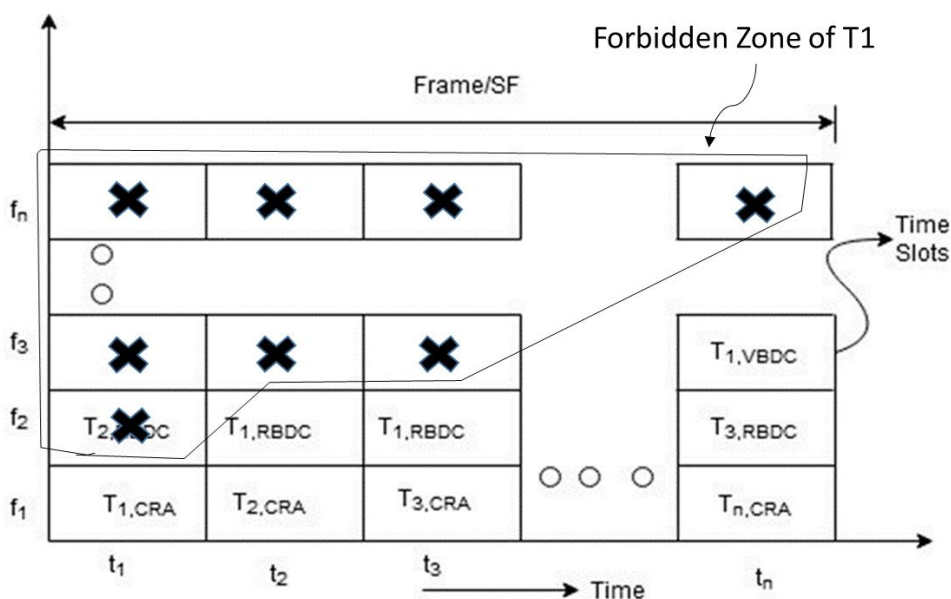 Forbidden Zone of T1
Frame/SF
fₙ
Time
Slots
f₃ T₁,VBDC
f₂ T₁,RBDC T₁,RBDC T₃,RBDC
f₁ T₁,CRA T₂,CRA T₃,CRA Tₙ,CRA
t₁ t₂ t₃ tₙ
Time